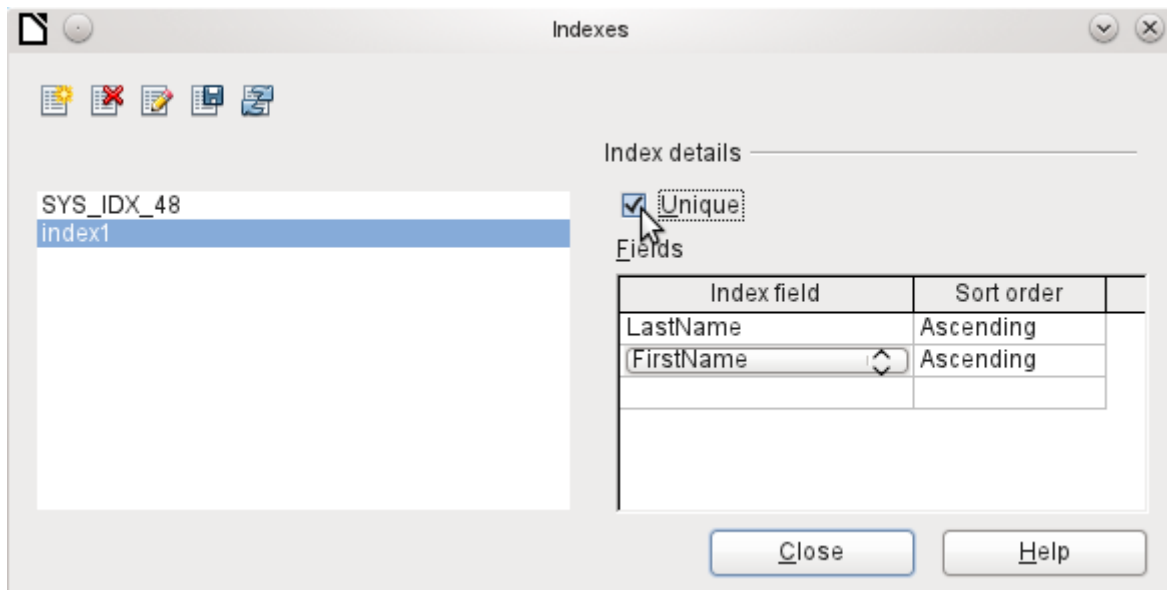 Indexes
Index details
SYS_IDX_48
index1
Unique
Fields
Index field Sort order
LastName Ascending
FirstName Ascending
Close Help